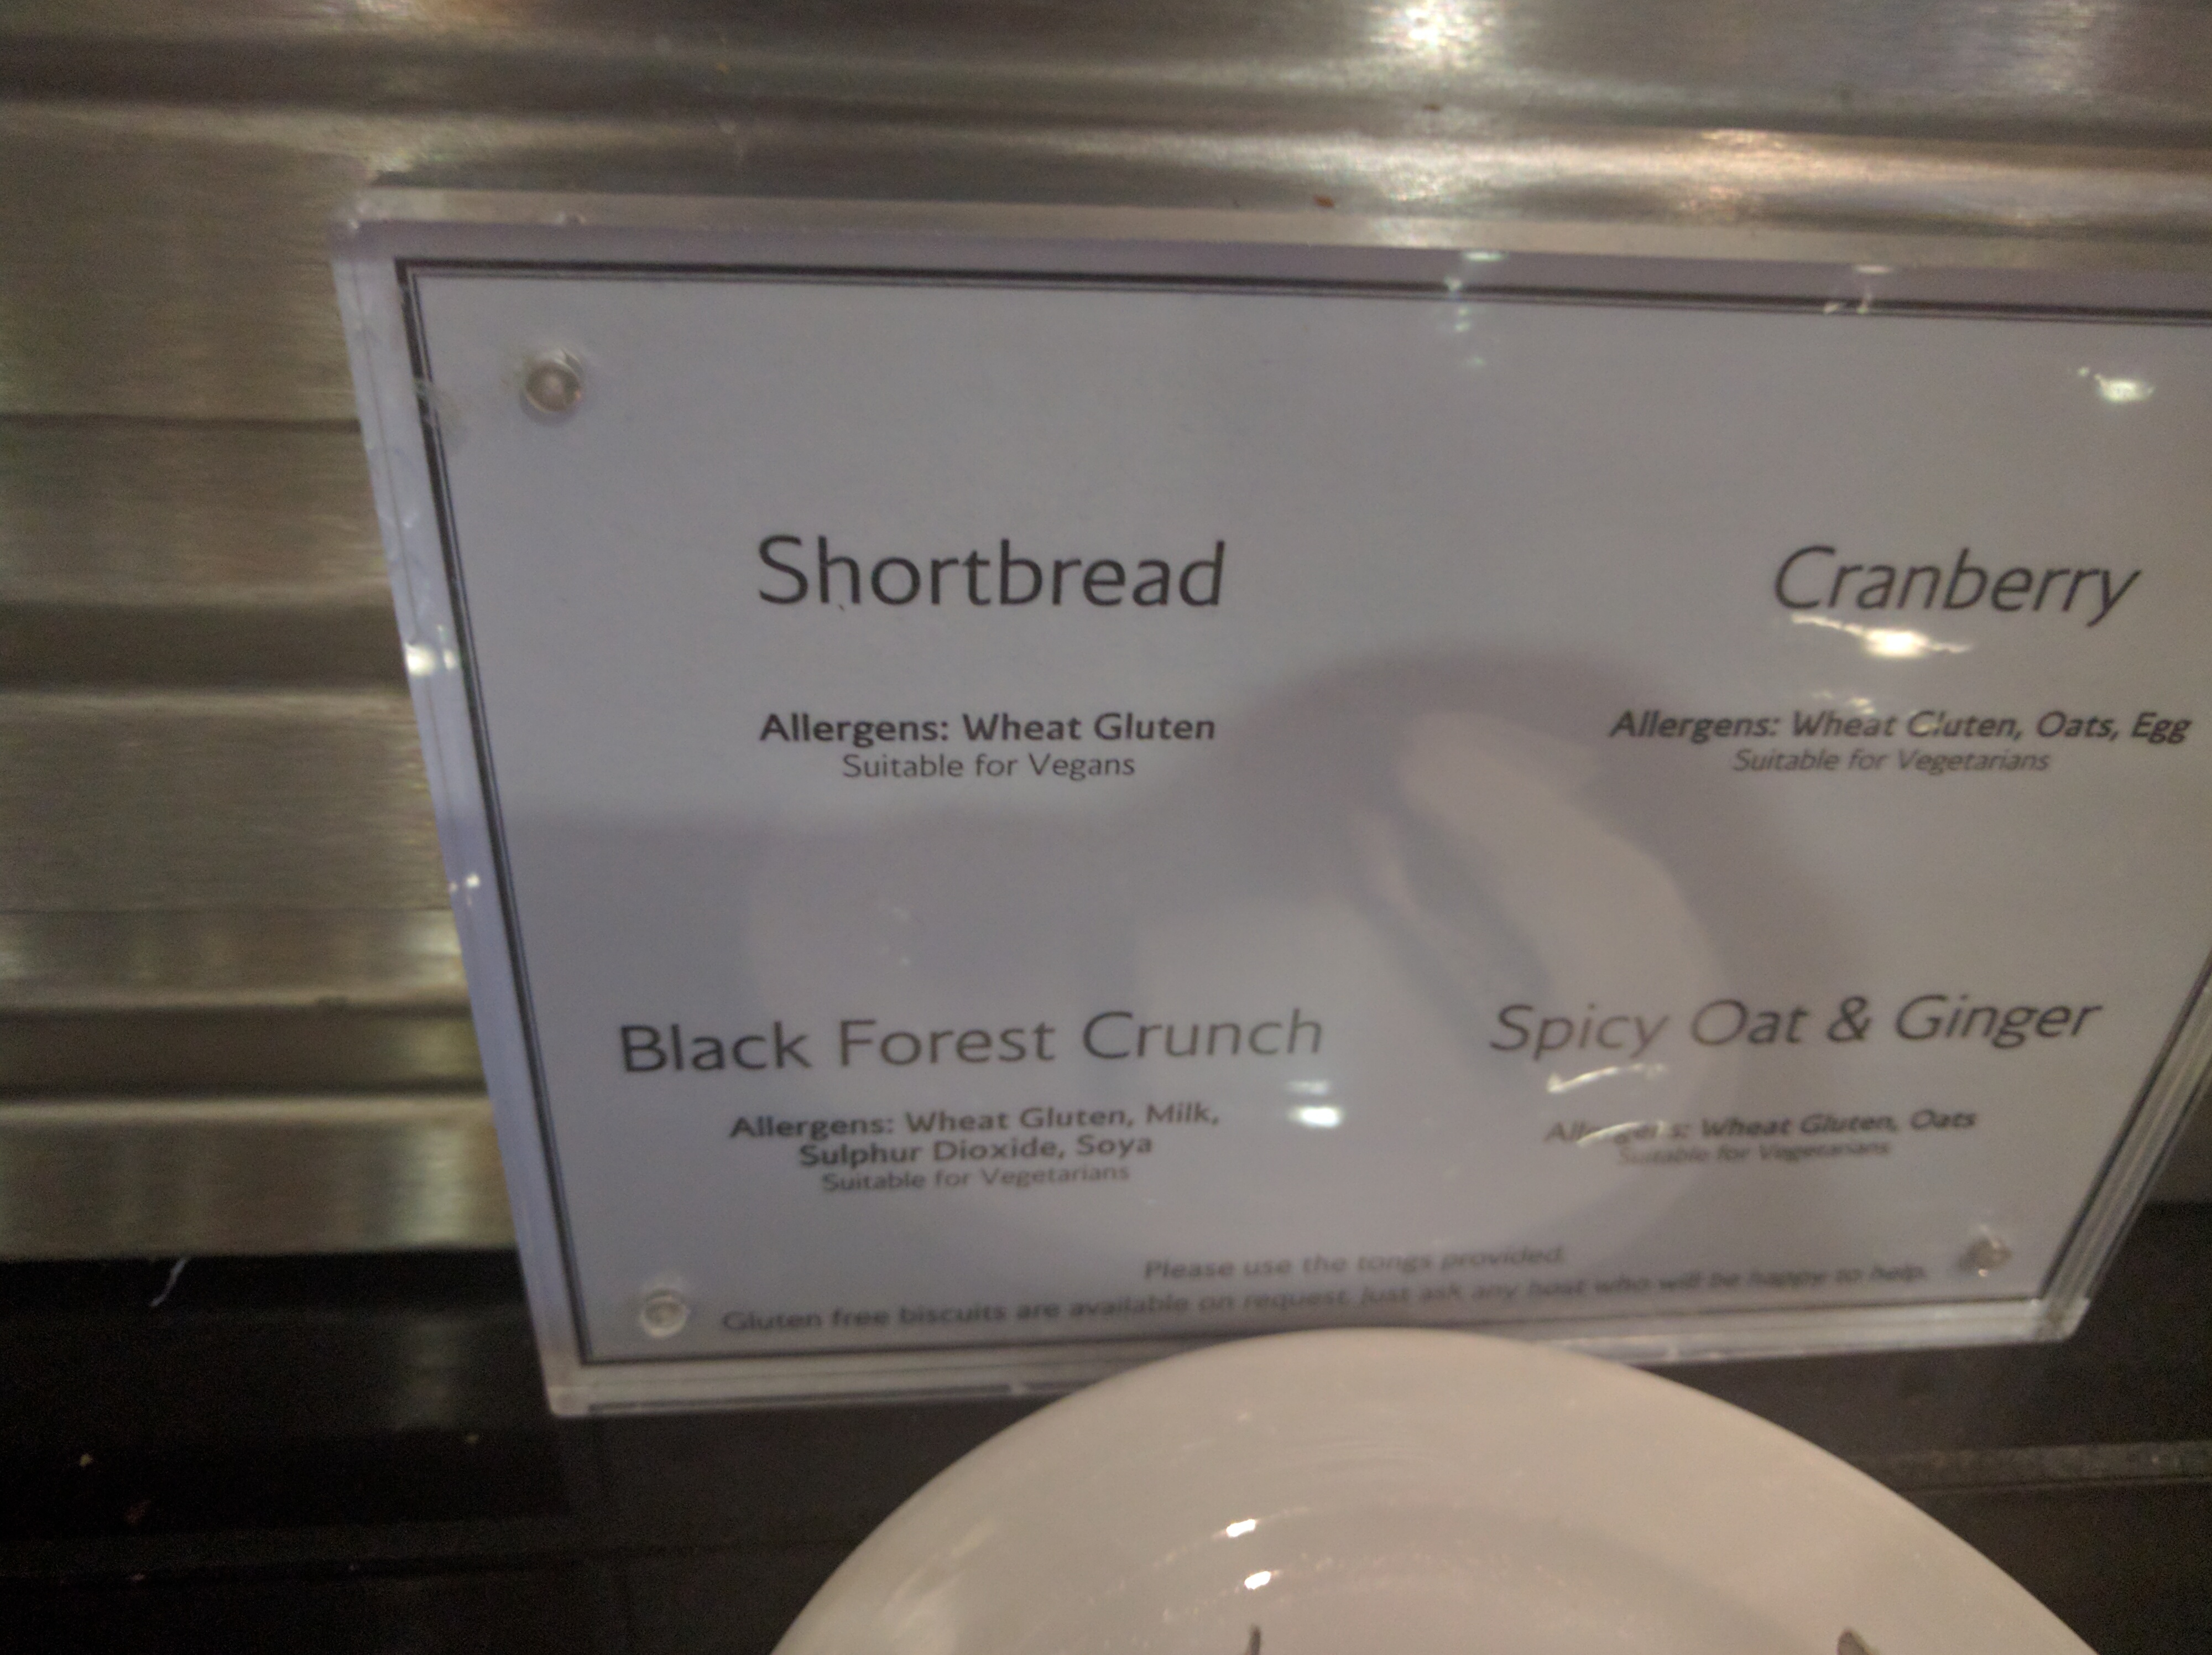 Shortbread
Allergens: Wheat Gluten
Suitable for Vegans
Cranberry
Allergens: Wheat Gluten, Oats, Egg
Suitable for Vegetarians
Black Forest Crunch
Allergens: Wheat Gluten, Milk,
Sulphur Dioxide, Soya
Suitable for Vegetarians
Spicy Oat & Ginger
Allergens: Wheat Gluten, Oats
Suitable for Vegetarians
Please use the tongs provided.
Gluten free biscuits are available on request. Just ask any host who will be happy to help.